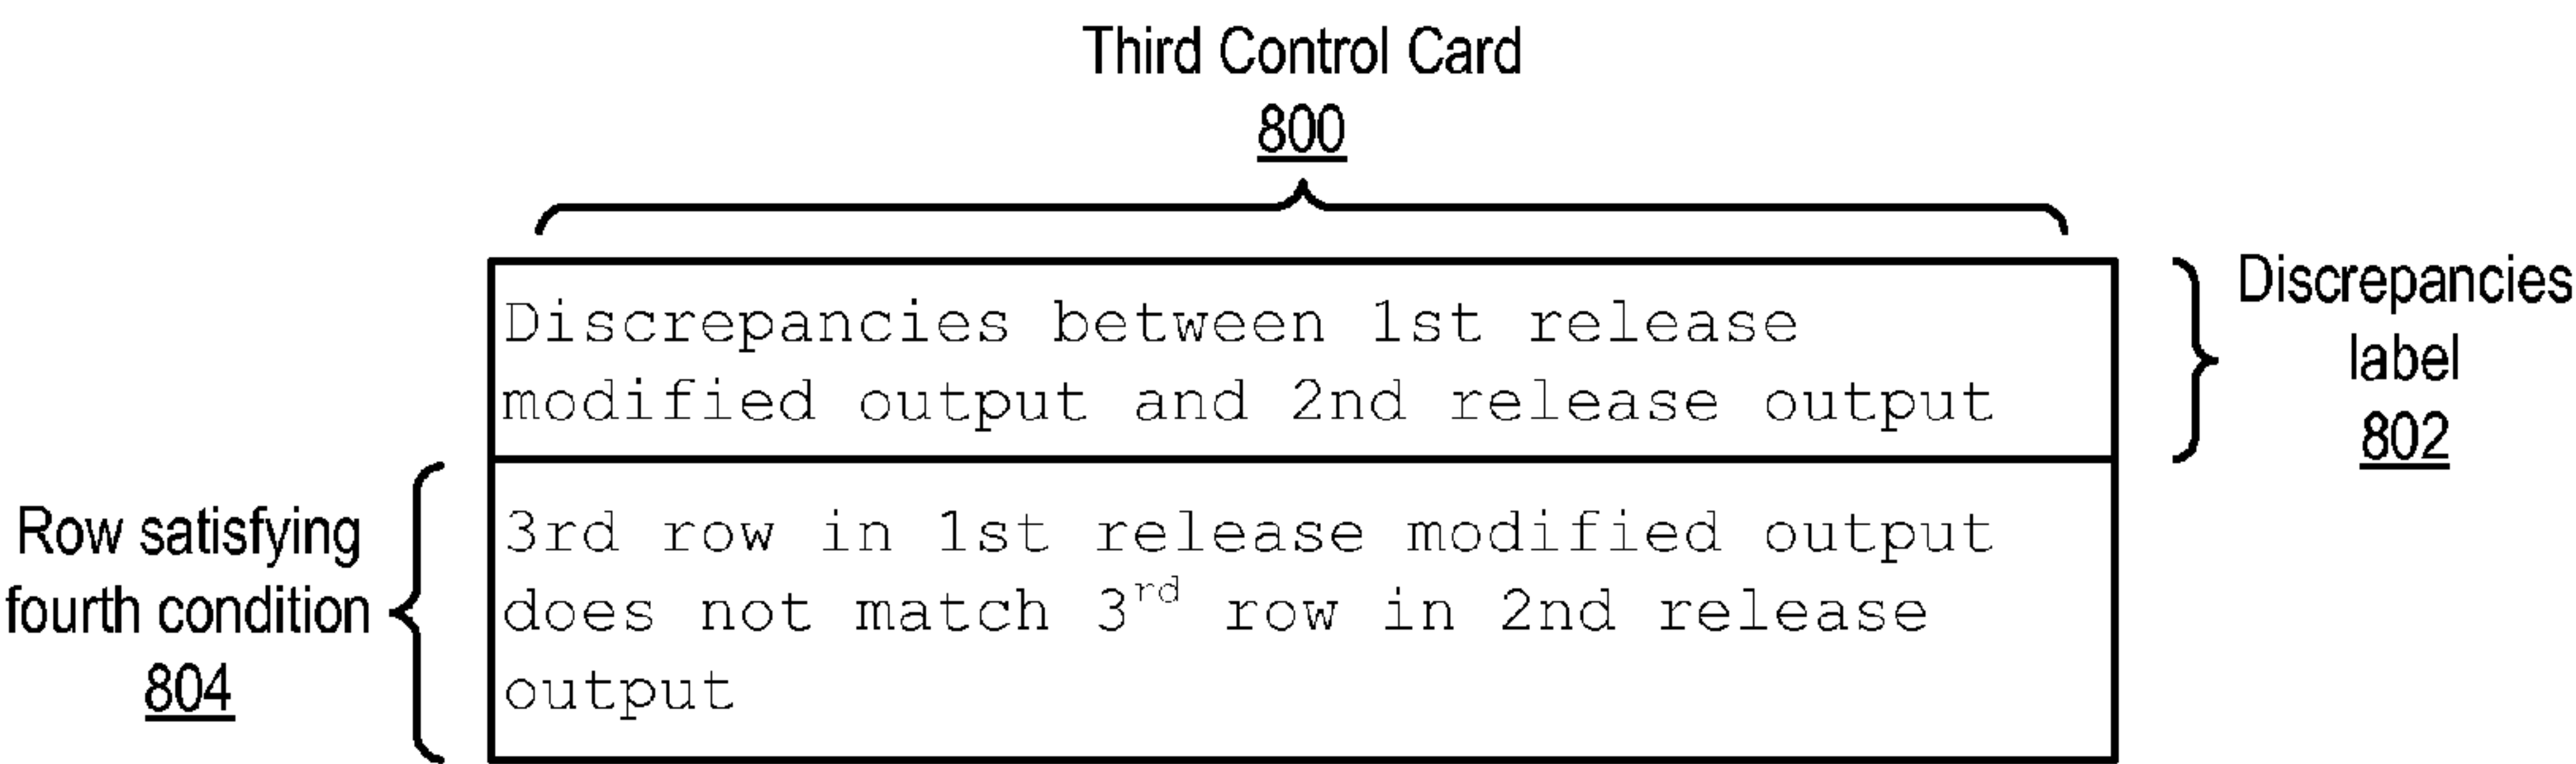 Third Control Card
800
Discrepancies between 1st release
modified output and 2nd release output
Discrepancies
label
802
Row satisfying
fourth condition
804
3rd row in 1st release modified output
does not match 3rd row in 2nd release
output